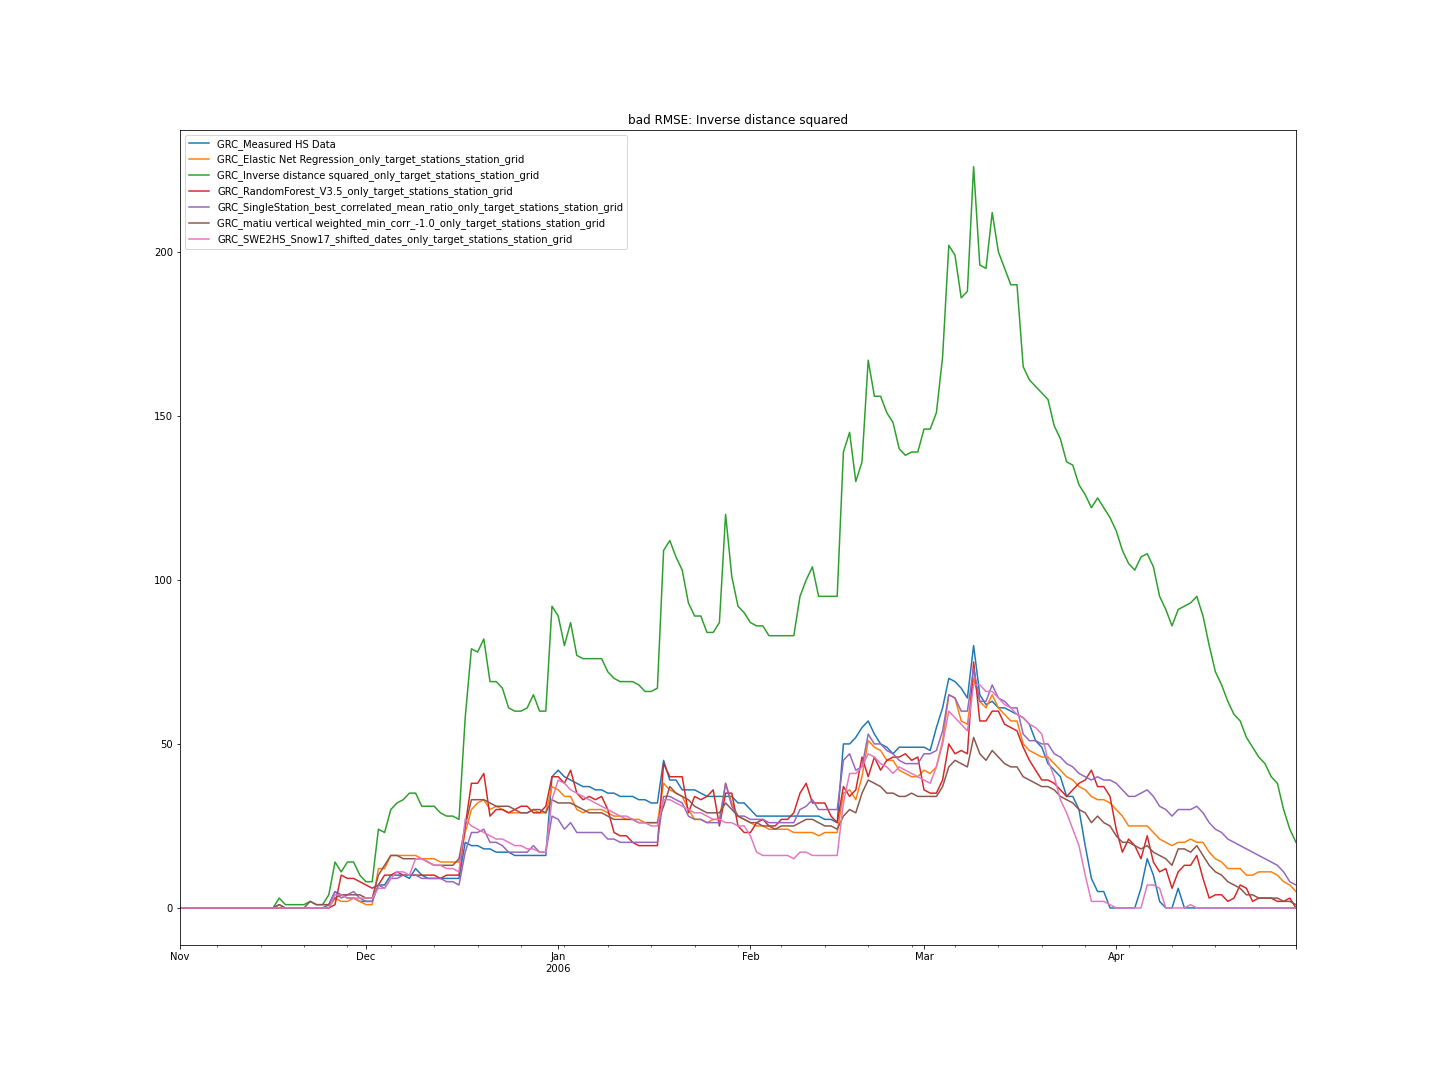 bad RMSE: Inverse distance squared
GRC_Measured HS Data
GRC_Elastic Net Regression_only_target_stations_station_grid
GRC_Inverse distance squared_only_target_stations_station_grid
GRC_RandomForest_V3.5_only_target_stations_station_grid
GRC_SingleStation_best_correlated_mean_ratio_only_target_stations_station_grid
GRC_matiu vertical weighted_min_corr_-1.0_only_target_stations_station_grid
GRC_SWE2HS_Snow17_shifted_dates_only_target_stations_station_grid
200
150
100
50
0
Nov Dec Jan Feb Mar Apr
2006